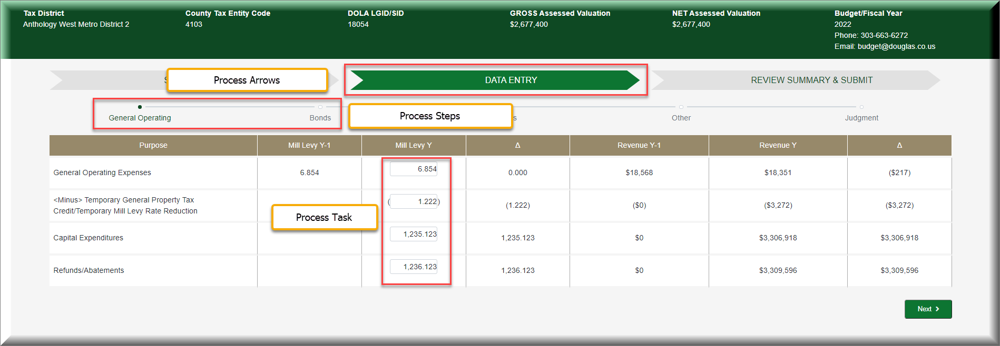 Tax District
Anthology West Metro District 2
County Tax Entity Code
4103
DOLA LGID/SID
18054
GROSS Assessed Valuation
$2,677,400
NET Assessed Valuation
$2,677,400
Budget/Fiscal Year
2022
Phone: 303-663-6272
Email: budget@douglas.co.us
Process Arrows
DATA ENTRY
REVIEW SUMMARY & SUBMIT
General Operating
Bonds
Process Steps
Other
Judgment
Purpose Mill Levy Y-1 Mill Levy Y Δ Revenue Y-1 Revenue Y Δ
General Operating Expenses 6.854 6.854 0.000 $18,568 $18,351 ($217)
<Minus> Temporary General Property Tax
Credit/Temporary Mill Levy Rate Reduction
(1.222) (1.222) ($0) ($3,272) ($3,272)
Process Task
Capital Expenditures 1,235.123 1,235.123 $0 $3,306,918 $3,306,918
Refunds/Abatements 1,236.123 1,236.123 $0 $3,309,596 $3,309,596
Next